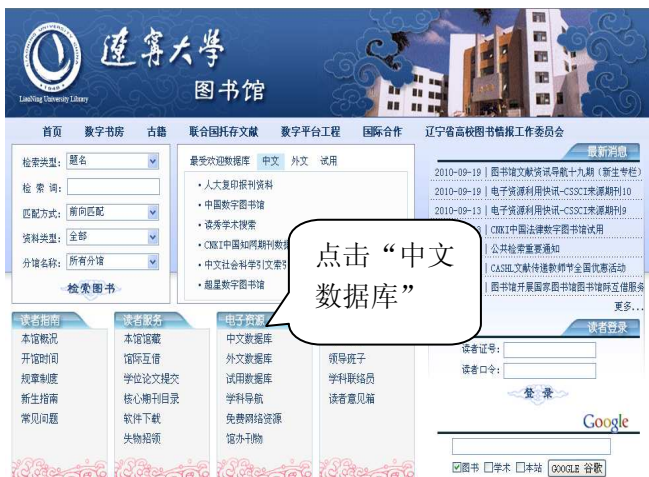 遼寧大學
图书馆
LiaoNing University Library
首页 数字书房 古籍 联合国托存文献 数字平台工程 国际合作 辽宁省高校图书情报工作委员会
检索类型: 题名
检 索 词:
匹配方式: 前向匹配
资料类型: 全部
分馆名称: 所有分馆
检索图书
最受欢迎数据库 中文 外文 试用
• 人大复印报刊资料
• 中国数字图书馆
• 读秀学术搜索
• CNKI中国知网期刊数据
• 中文社会科学引文索引
• 超星数字图书馆
最新消息
2010-09-19 | 图书馆文献资讯导航十九期（新生专栏）
2010-09-19 | 电子资源利用快讯-CSSCI来源期刊10
2010-09-13 | 电子资源利用快讯-CSSCI来源期刊9
CNKI中国法律数字图书馆试用
公共检索重要通知
CASHL文献传递教师节全国优惠活动
图书馆开展国家图书馆图书馆际互借服务
更多...
点击“中文
数据库”
读者指南
本馆概况
开馆时间
规章制度
新生指南
常见问题
读者服务
本馆馆藏
馆际互借
学位论文提交
核心期刊目录
软件下载
失物招领
电子资源
中文数据库
外文数据库
试用数据库
学科导航
免费网络资源
馆办刊物
领导班子
学科联络员
读者意见箱
读者登录
读者证号:
读者口令:
登 录
Google
图书 学术 本站 GOOGLE 谷歌